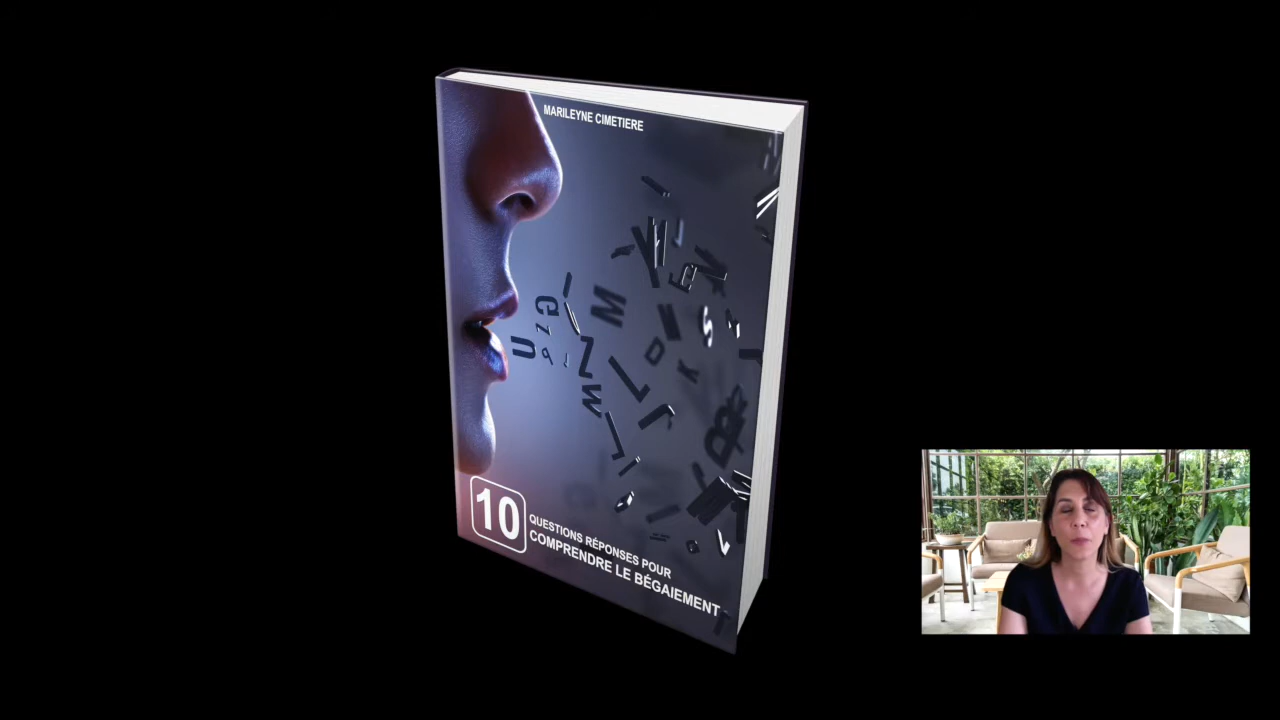 MARILEYNE CIMETIERE
10
QUESTIONS RÉPONSES POUR
COMPRENDRE LE BÉGAIEMENT